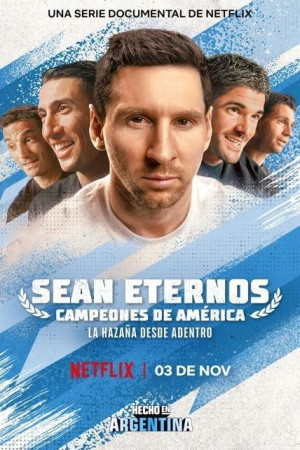 UNA SERIE DOCUMENTAL DE NETFLIX
SEAN ETERNOS
CAMPEONES DE AMÉRICA
LA HAZAÑA DESDE ADENTRO
NETFLIX | 03 DE NOV
HECHO EN
ARGENTINA